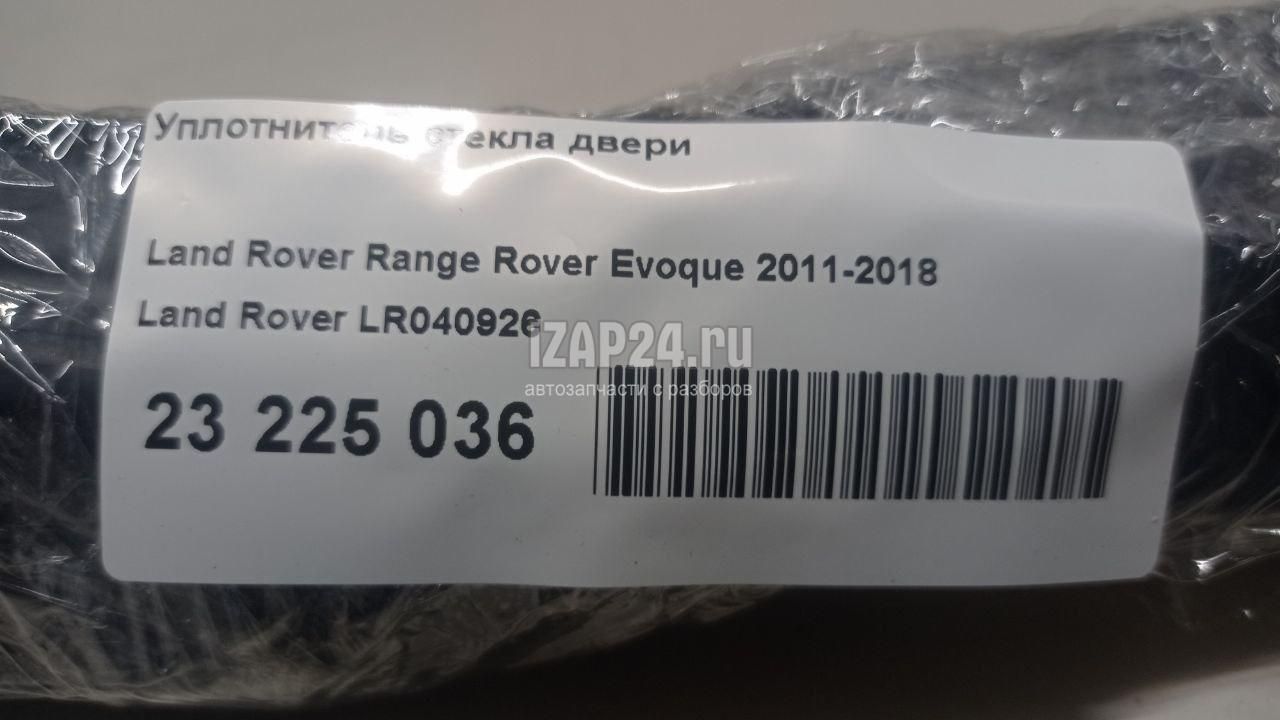 Уплотнитель стекла двери
Land Rover Range Rover Evoque 2011-2018
Land Rover LR040926
iZAP24.ru
автозапчасти с разборов
23 225 036